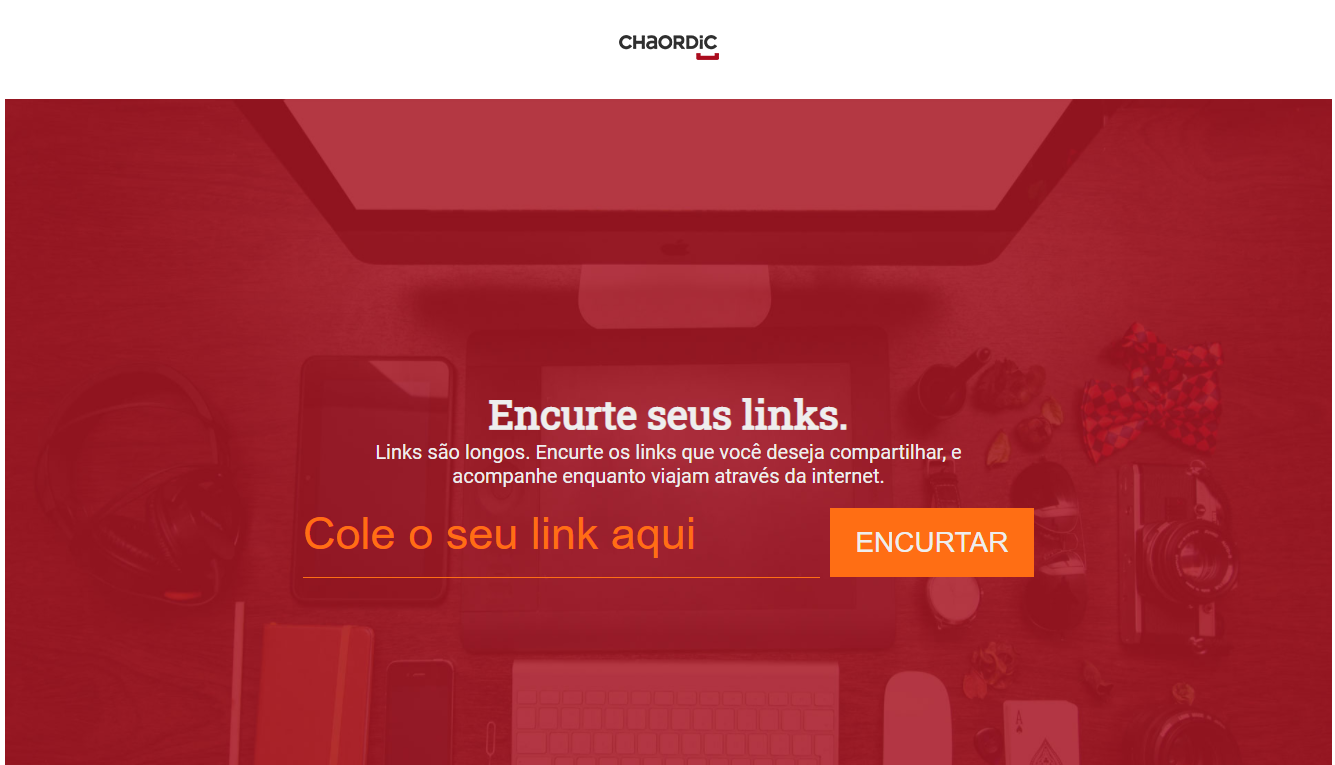 CHAORDIC
Encurte seus links.
Links são longos. Encurte os links que você deseja compartilhar, e
acompanhe enquanto viajam através da internet.
Cole o seu link aqui
ENCURTAR
A